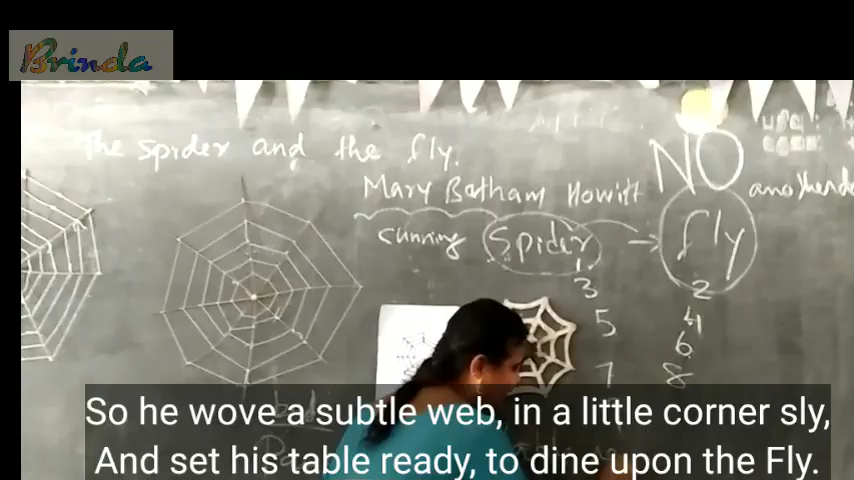 Brinda
The Spider and the fly.
NO
Mary Botham Howitt
cunning Spider → fly
1 2
3 4
5 6
7 8
So he wove a subtle web, in a little corner sly,
And set his table ready, to dine upon the Fly.